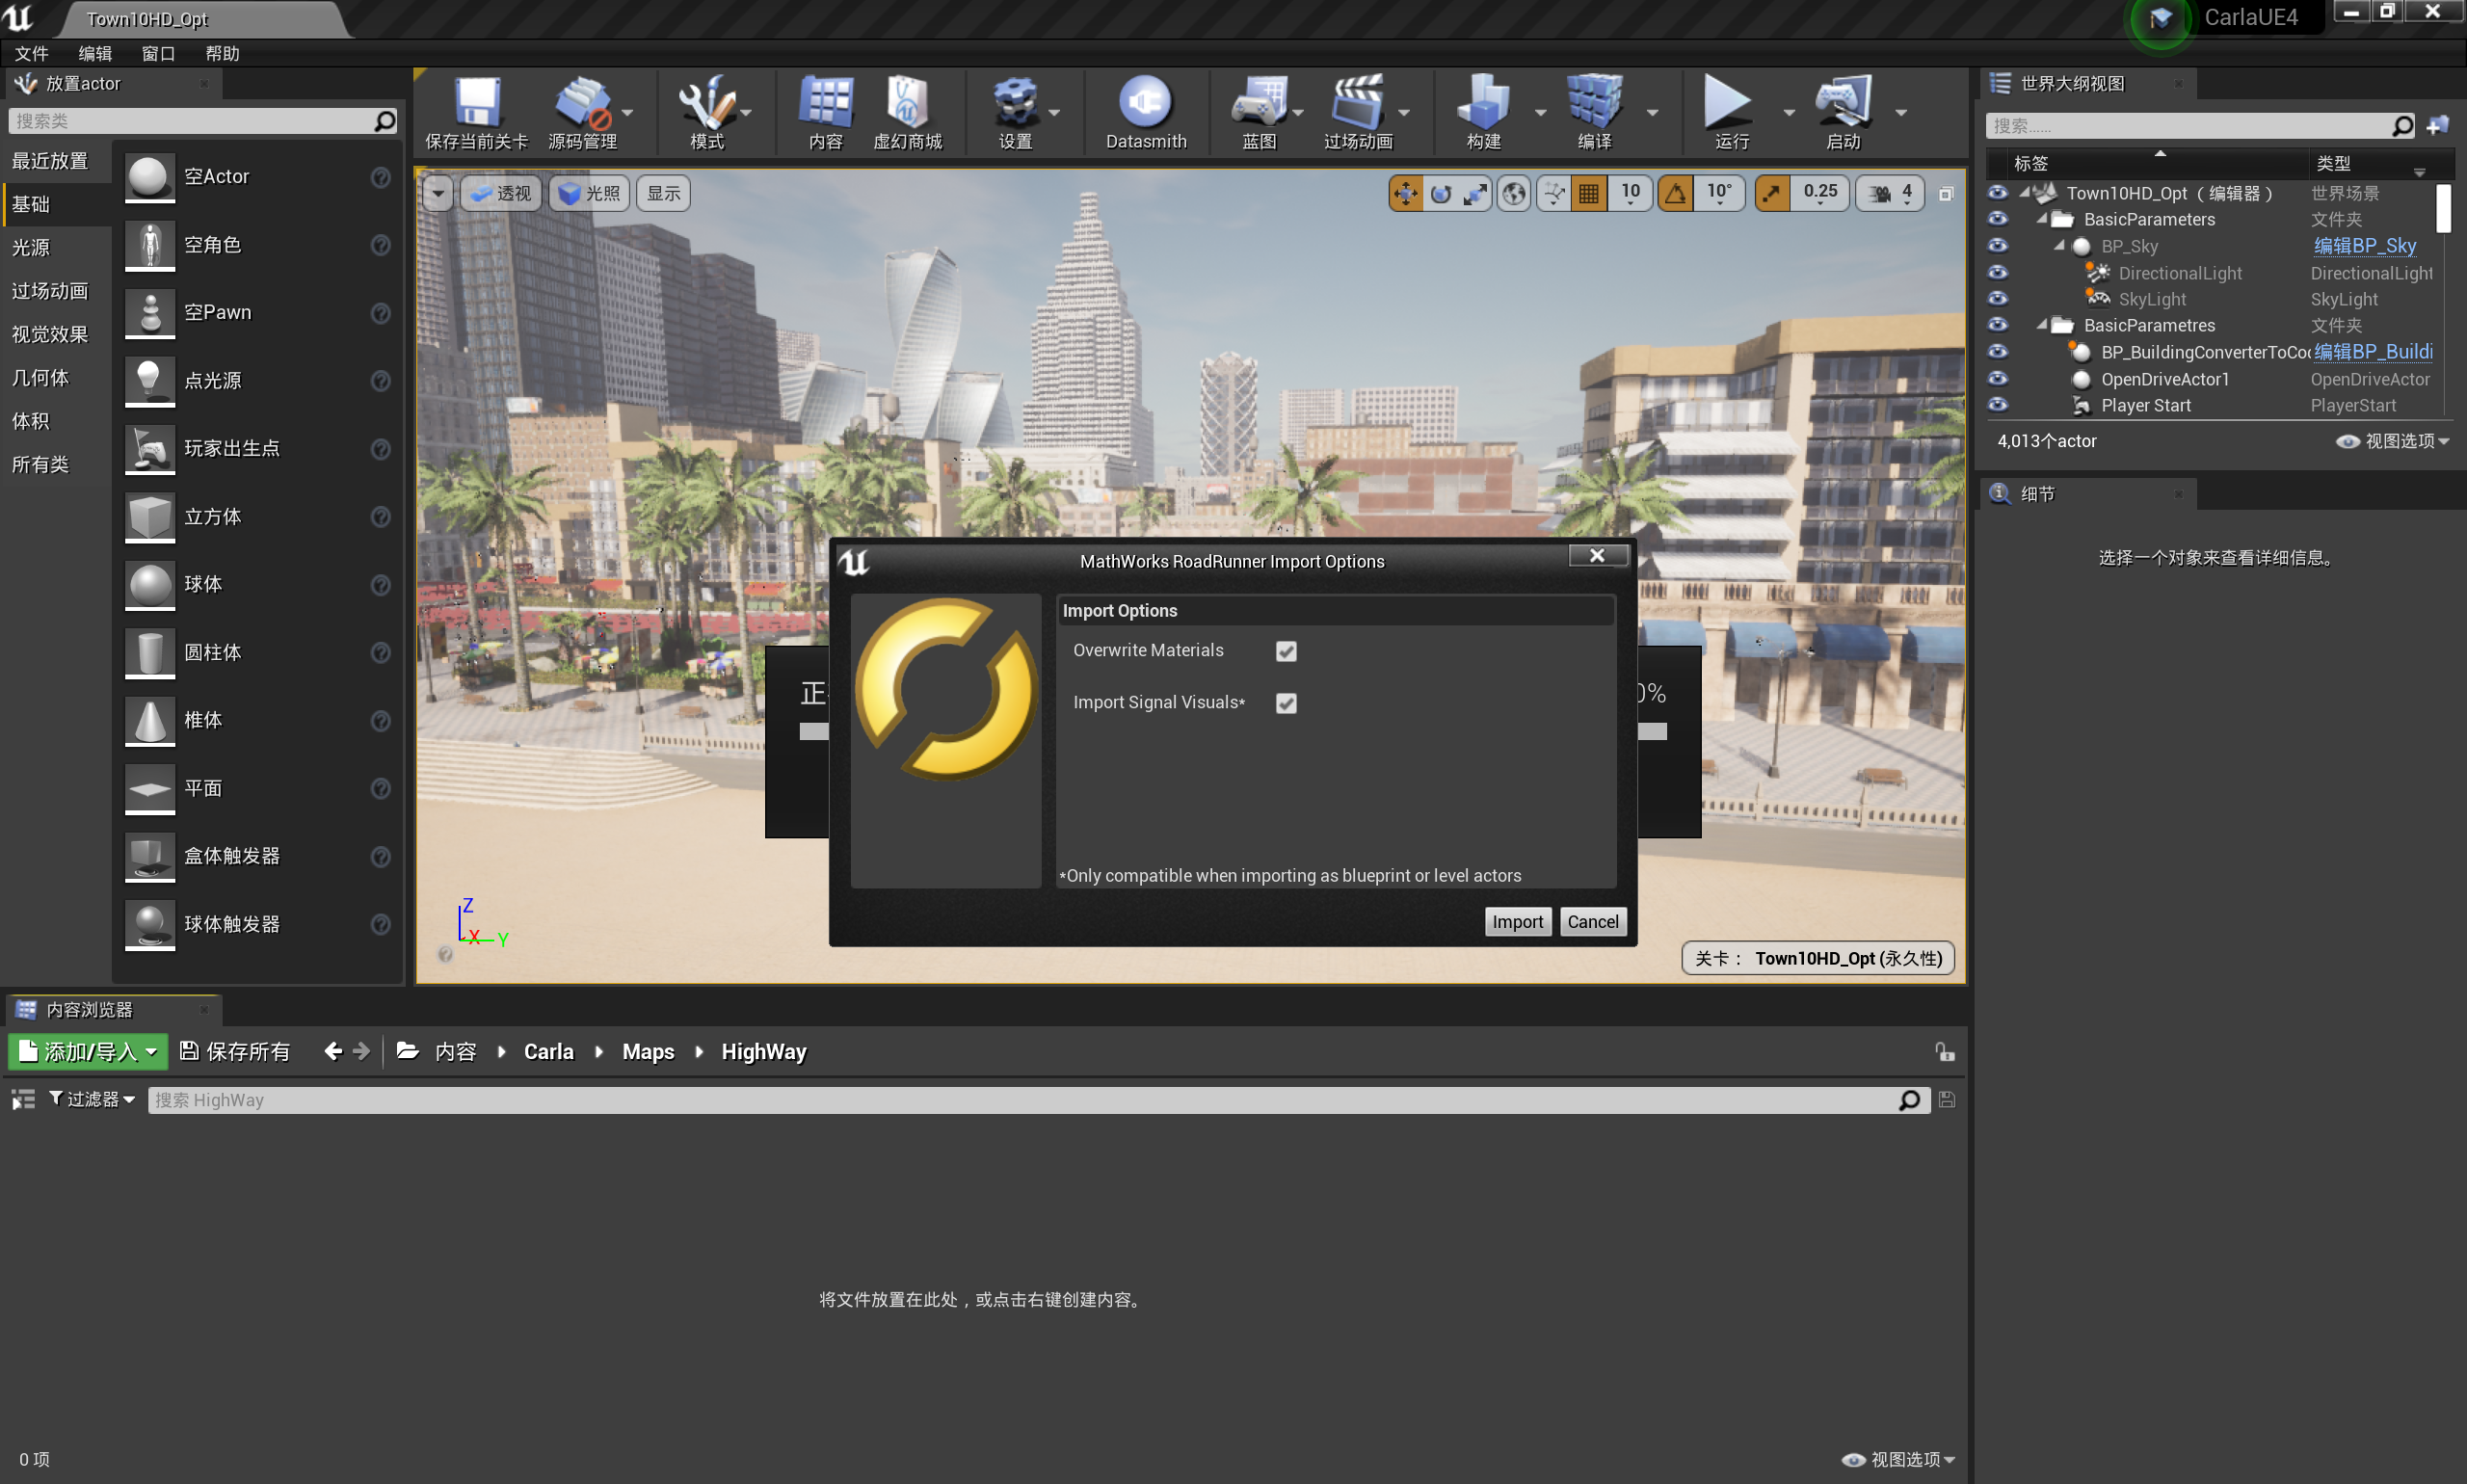 Town10HD_Opt
CarlaUE4
文件 编辑 窗口 帮助
放置actor
搜索类
最近放置
基础
光源
过场动画
视觉效果
几何体
体积
所有类
空Actor
空角色
空Pawn
点光源
玩家出生点
立方体
球体
圆柱体
椎体
平面
盒体触发器
球体触发器
保存当前关卡 源码管理 模式 内容 虚幻商城 设置 Datasmith 蓝图 过场动画 构建 编译 运行 启动
透视 光照 显示
10 10° 0.25 4
MathWorks RoadRunner Import Options
Import Options
Overwrite Materials
Import Signal Visuals*
*Only compatible when importing as blueprint or level actors
Import Cancel
正
0%
Z
X Y
关卡： Town10HD_Opt (永久性)
世界大纲视图
搜索......
标签 类型
Town10HD_Opt（编辑器） 世界场景
BasicParameters 文件夹
BP_Sky 编辑BP_Sky
DirectionalLight DirectionalLight
SkyLight SkyLight
BasicParametres 文件夹
BP_BuildingConverterToCoo 编辑BP_Buildi
OpenDriveActor1 OpenDriveActor
Player Start PlayerStart
4,013个actor 视图选项
细节
选择一个对象来查看详细信息。
内容浏览器
添加/导入 保存所有 内容 Carla Maps HighWay
过滤器 搜索 HighWay
将文件放置在此处，或点击右键创建内容。
0 项 视图选项